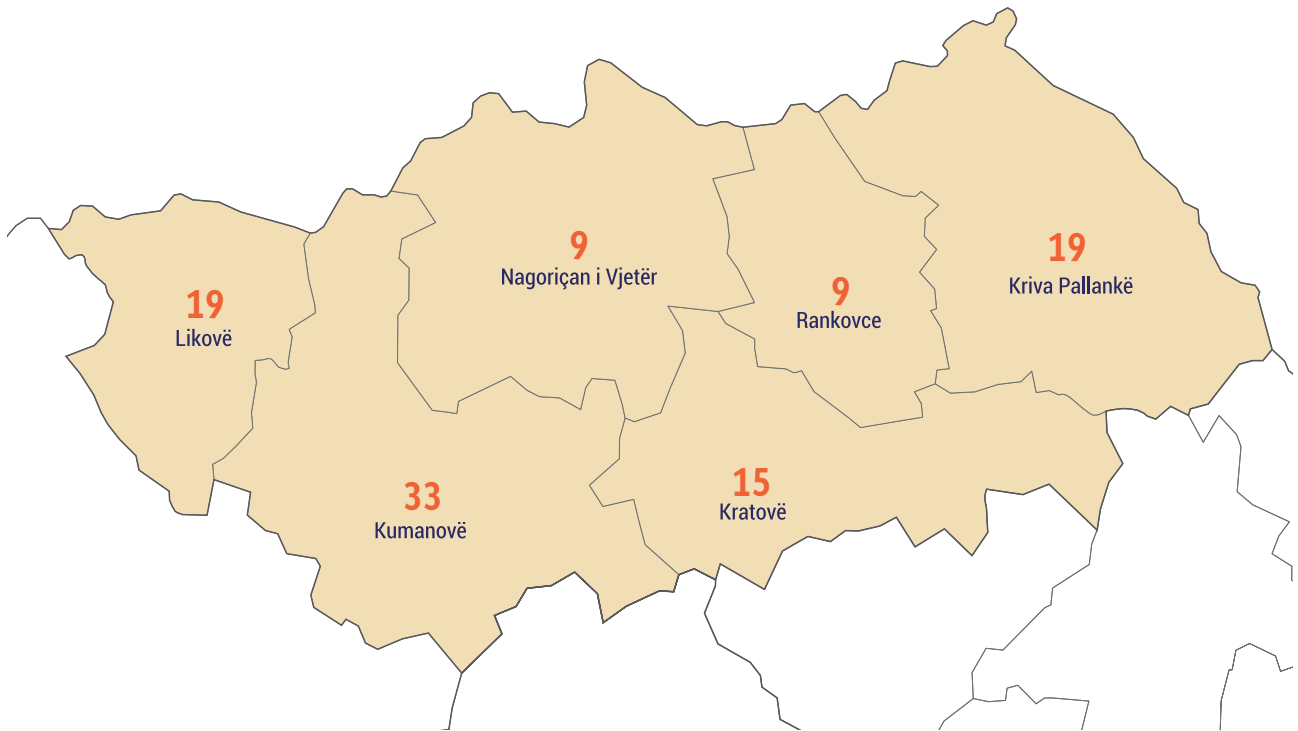 9
Nagoriçan i Vjetër
19
Kriva Pallankë
19
Likovë
9
Rankovce
33
Kumanovë
15
Kratovë